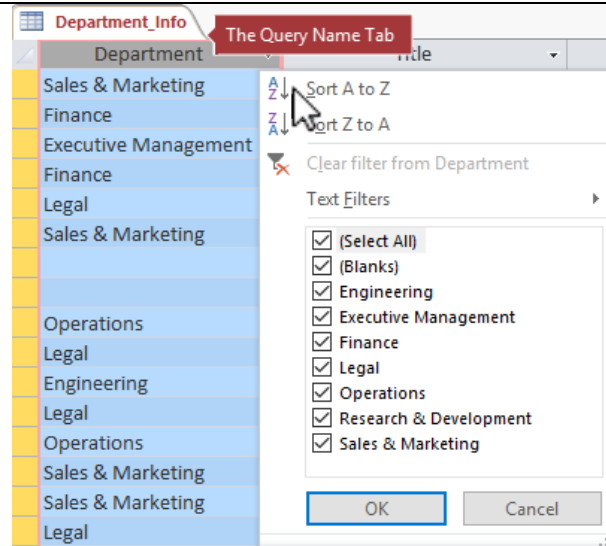 Department_Info
The Query Name Tab
Department
Title
Sales & Marketing
Finance
Executive Management
Finance
Legal
Sales & Marketing
Operations
Legal
Engineering
Legal
Operations
Sales & Marketing
Sales & Marketing
Legal
Sort A to Z
Sort Z to A
Clear filter from Department
Text Filters
(Select All)
(Blanks)
Engineering
Executive Management
Finance
Legal
Operations
Research & Development
Sales & Marketing
OK
Cancel